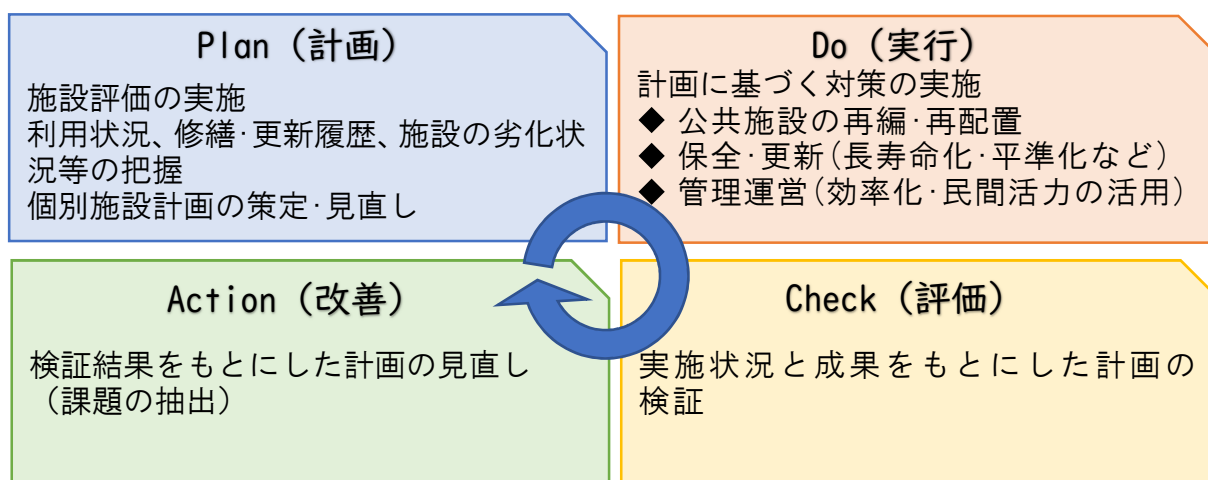 Plan（計画）
施設評価の実施
利用状況、修繕･更新履歴、施設の劣化状
況等の把握
個別施設計画の策定･見直し
Do（実行）
計画に基づく対策の実施
◆ 公共施設の再編･再配置
◆ 保全･更新(長寿命化･平準化など)
◆ 管理運営(効率化･民間活力の活用)
Action（改善）
検証結果をもとにした計画の見直し
（課題の抽出）
Check（評価）
実施状況と成果をもとにした計画の
検証